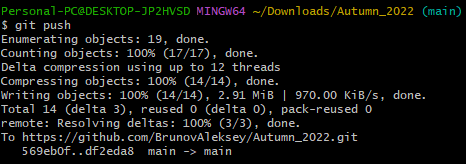 Personal-PC@DESKTOP-JP2HVSD MINGW64 ~/Downloads/Autumn_2022 (main)
$ git push
Enumerating objects: 19, done.
Counting objects: 100% (17/17), done.
Delta compression using up to 12 threads
Compressing objects: 100% (14/14), done.
Writing objects: 100% (14/14), 2.91 MiB | 970.00 KiB/s, done.
Total 14 (delta 3), reused 0 (delta 0), pack-reused 0
remote: Resolving deltas: 100% (3/3), done.
To https://github.com/BrunovAleksey/Autumn_2022.git
   569eb0f..df2eda8  main -> main